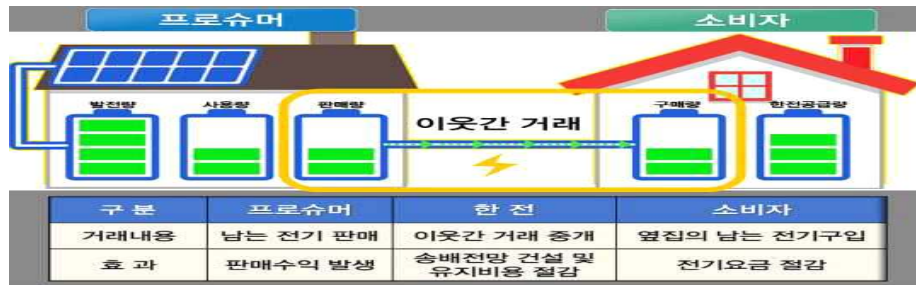 프로슈머 소비자
발전량 사용량 판매량 구매량 한전공급량
이웃간 거래
구 분 프로슈머 한 전 소비자
거래내용 남는 전기 판매 이웃간 거래 중개 옆집의 남는 전기구입
효 과 판매수익 발생 송배전망 건설 및 유지비용 절감 전기요금 절감